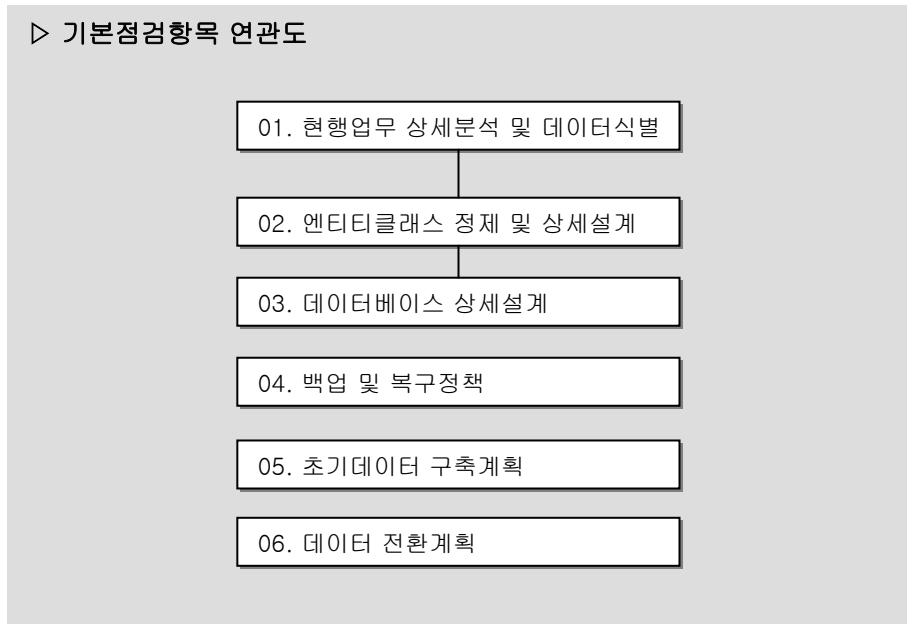 ▷ 기본점검항목 연관도
01. 현행업무 상세분석 및 데이터식별
02. 엔티티클래스 정제 및 상세설계
03. 데이터베이스 상세설계
04. 백업 및 복구정책
05. 초기데이터 구축계획
06. 데이터 전환계획